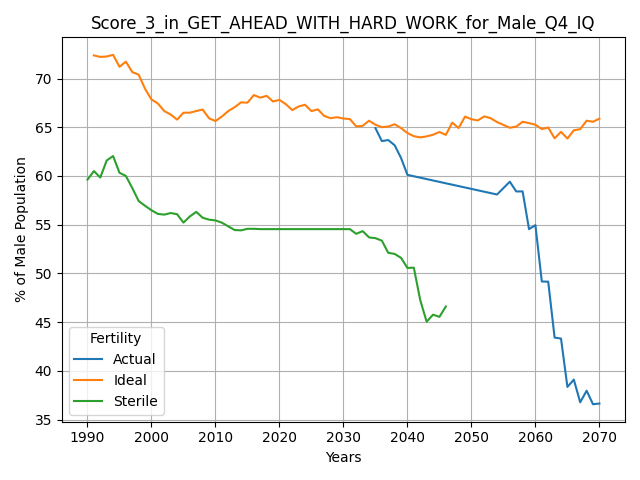 Score_3_in_GET_AHEAD_WITH_HARD_WORK_for_Male_Q4_IQ
% of Male Population
70
65
60
55
50
45
40
35
Fertility
Actual
Ideal
Sterile
1990 2000 2010 2020 2030 2040 2050 2060 2070
Years